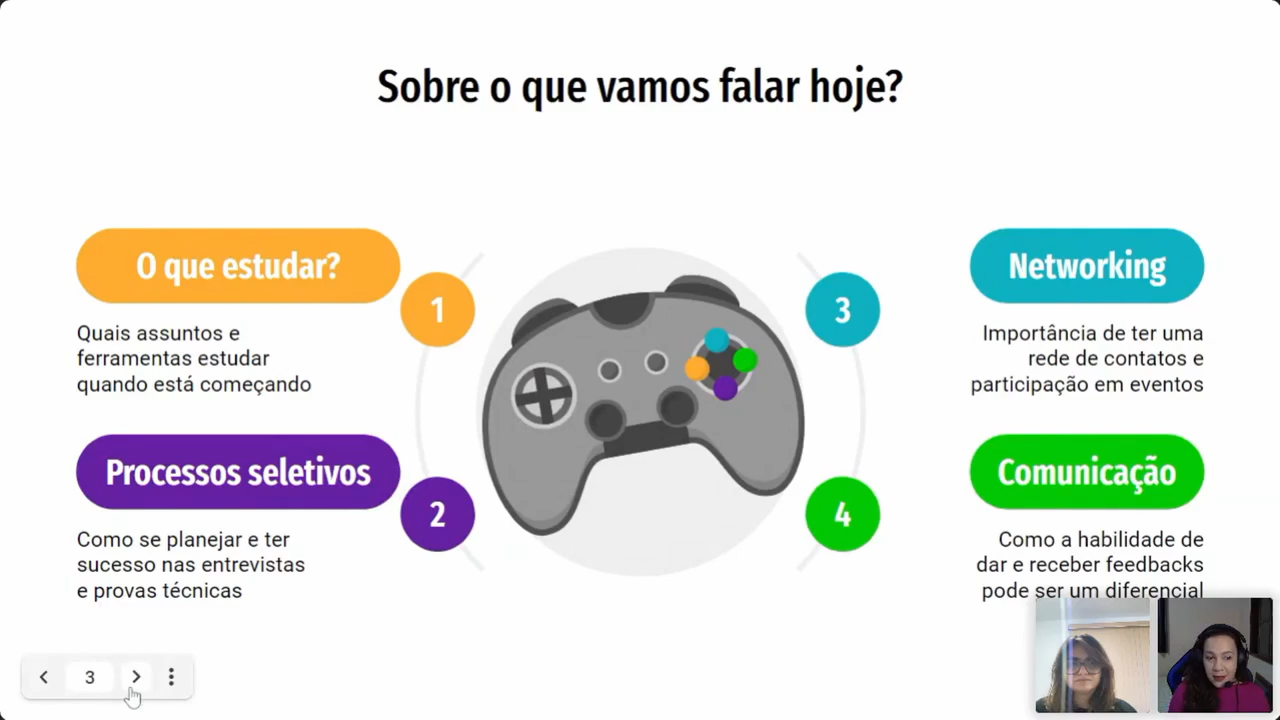 Sobre o que vamos falar hoje?
O que estudar?
1
Quais assuntos e
ferramentas estudar
quando está começando
Processos seletivos
2
Como se planejar e ter
sucesso nas entrevistas
e provas técnicas
Networking
3
Importância de ter uma
rede de contatos e
participação em eventos
Comunicação
4
Como a habilidade de
dar e receber feedbacks
pode ser um diferencial
3